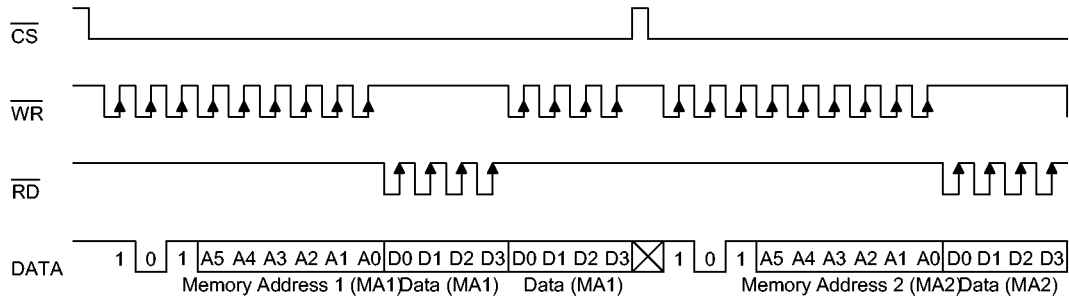 CS
WR
RD
DATA 1 0 1 A5 A4 A3 A2 A1 A0 D0 D1 D2 D3 D0 D1 D2 D3 1 0 1 A5 A4 A3 A2 A1 A0 D0 D1 D2 D3
Memory Address 1 (MA1) Data (MA1) Data (MA1) Memory Address 2 (MA2) Data (MA2)